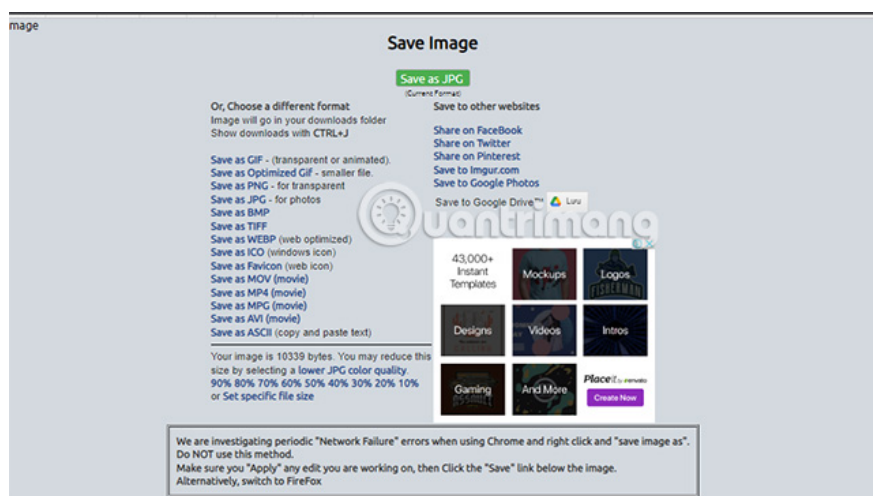 mage
Save Image
Save as JPG
(Current Format)
Or, Choose a different format
Image will go in your downloads folder
Show downloads with CTRL+J
Save as GIF - (transparent or animated).
Save as Optimized Gif - smaller file.
Save as PNG - for transparent
Save as JPG - for photos
Save as BMP
Save as TIFF
Save as WEBP (web optimized)
Save as ICO (windows icon)
Save as Favicon (web icon)
Save as MOV (movie)
Save as MP4 (movie)
Save as MPG (movie)
Save as AVI (movie)
Save as ASCII (copy and paste text)
Your image is 10339 bytes. You may reduce this
size by selecting a lower JPG color quality.
90% 80% 70% 60% 50% 40% 30% 20% 10%
or Set specific file size
Save to other websites
Share on FaceBook
Share on Twitter
Share on Pinterest
Save to Imgur.com
Save to Google Photos
Save to Google Drive™ Lưu
Quantrimang
43,000+
Instant
Templates
Mockups
Logos
FISHERMAN
Designs
Videos
Intros
Gaming
And More
Placeit by envato
Create Now
We are investigating periodic "Network Failure" errors when using Chrome and right click and "save image as".
Do NOT use this method.
Make sure you "Apply" any edit you are working on, then Click the "Save" link below the image.
Alternatively, switch to FireFox